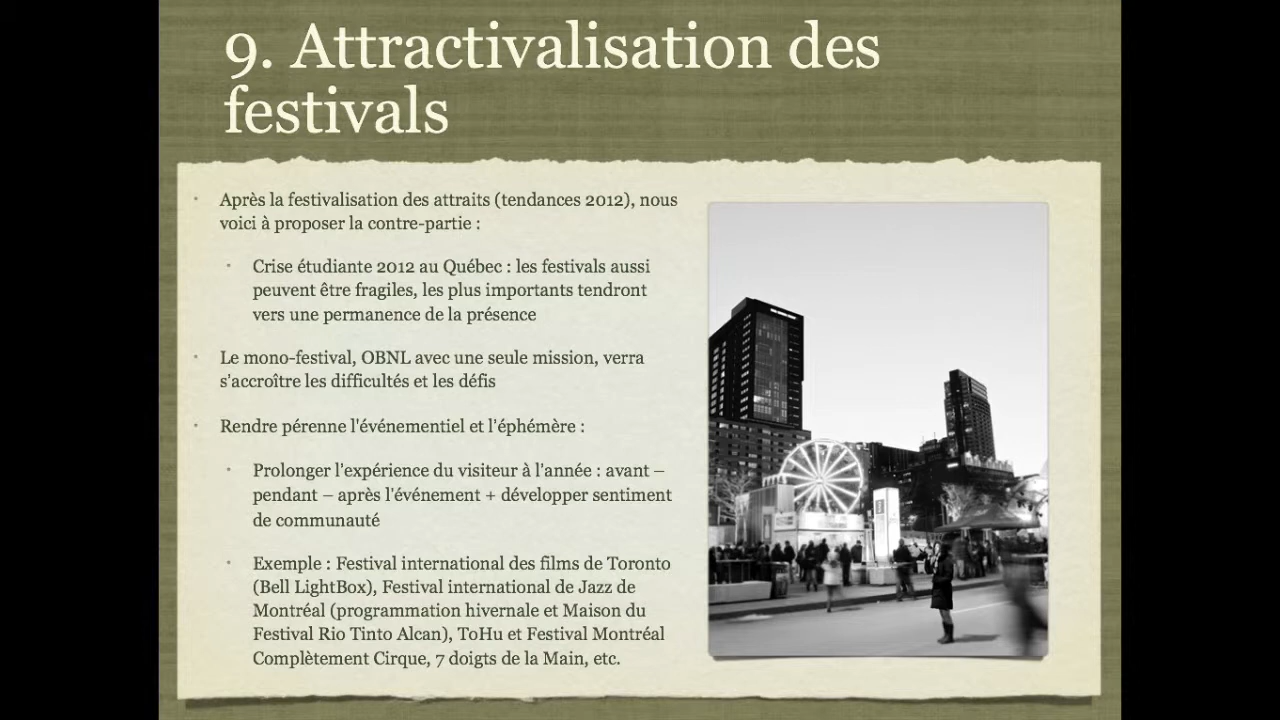 9. Attractivalisation des
festivals
Après la festivalisation des attraits (tendances 2012), nous
voici à proposer la contre-partie :
Crise étudiante 2012 au Québec : les festivals aussi
peuvent être fragiles, les plus importants tendront
vers une permanence de la présence
Le mono-festival, OBNL avec une seule mission, verra
s'accroître les difficultés et les défis
Rendre pérenne l'événementiel et l'éphémère :
Prolonger l'expérience du visiteur à l'année : avant –
pendant – après l'événement + développer sentiment
de communauté
Exemple : Festival international des films de Toronto
(Bell LightBox), Festival international de Jazz de
Montréal (programmation hivernale et Maison du
Festival Rio Tinto Alcan), ToHu et Festival Montréal
Complètement Cirque, 7 doigts de la Main, etc.